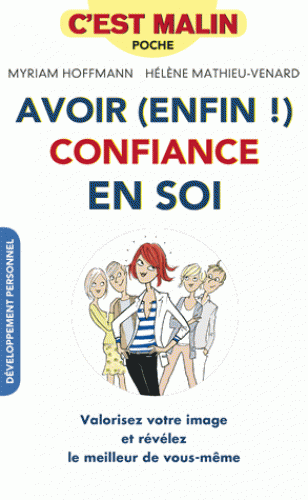 C'EST MALIN
POCHE
MYRIAM HOFFMANN HÉLÈNE MATHIEU-VENARD
AVOIR (ENFIN !)
CONFIANCE
EN SOI
DÉVELOPPEMENT PERSONNEL
Valorisez votre image
et révélez
le meilleur de vous-même